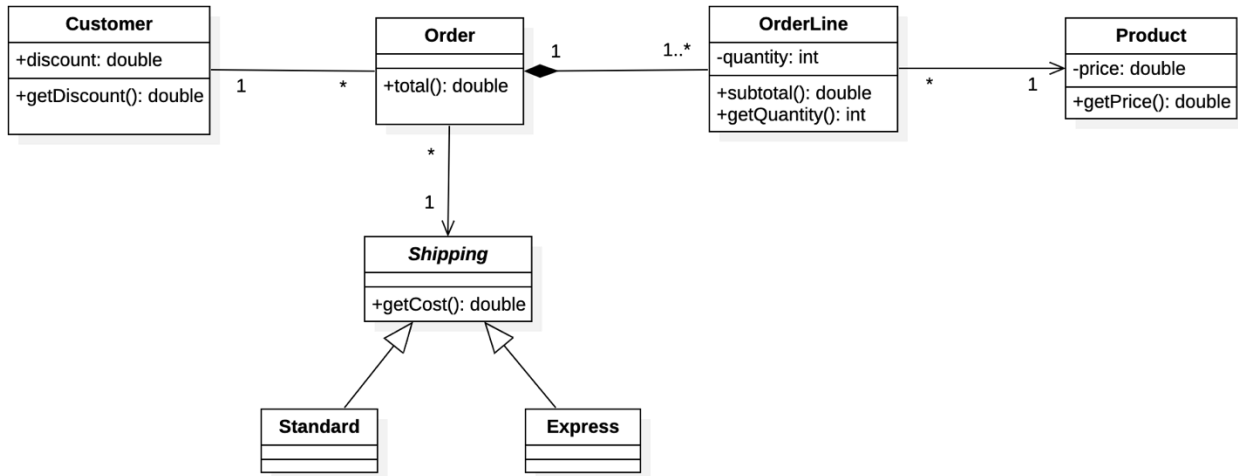 Customer
+discount: double
+getDiscount(): double
1
*
Order
+total(): double
1
1..*
OrderLine
-quantity: int
+subtotal(): double
+getQuantity(): int
*
1
Product
-price: double
+getPrice(): double
*
1
Shipping
+getCost(): double
Standard
Express